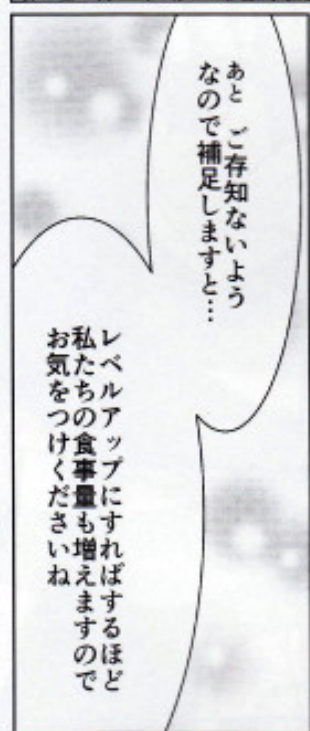 あと ご存知ないよう
なので補足しますと…
レベルアップにすればするほど
私たちの食事量も増えますので
お気をつけくださいね